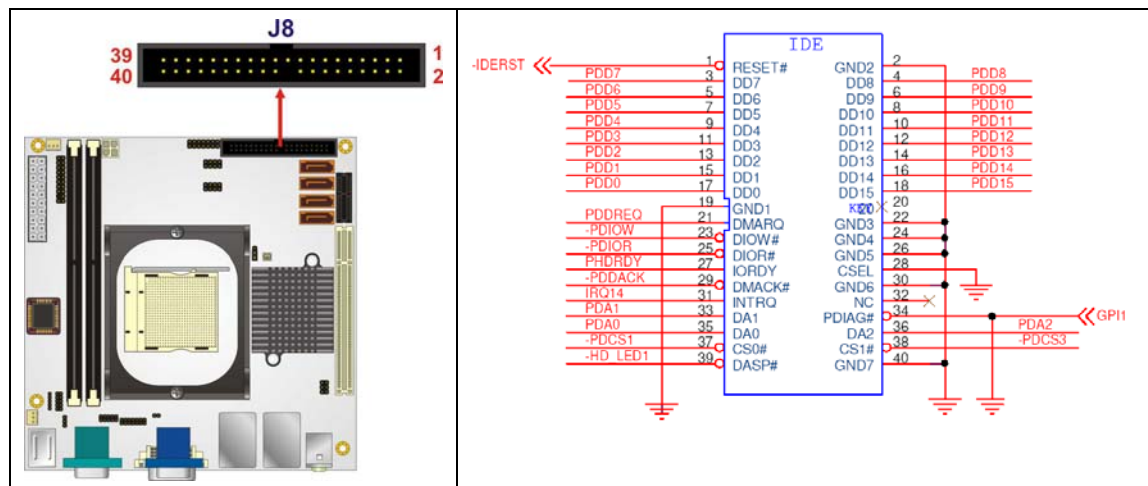 J8
39 1
40 2
IDE
-IDERST 1 RESET# GND2 2
PDD7 3 DD7 DD8 4 PDD8
PDD6 5 DD6 DD9 6 PDD9
PDD5 7 DD5 DD10 8 PDD10
PDD4 9 DD4 DD11 10 PDD11
PDD3 11 DD3 DD12 12 PDD12
PDD2 13 DD2 DD13 14 PDD13
PDD1 15 DD1 DD14 16 PDD14
PDD0 17 DD0 DD15 18 PDD15
19 GND1 20 20
PDDREQ 21 DMARQ GND3 22
-PDIOW 23 DIOW# GND4 24
-PDIOR 25 DIOR# GND5 26
PHDRDY 27 IORDY CSEL 28
-PDDACK 29 DMACK# GND6 30
IRQ14 31 INTRQ NC 32
PDA1 33 DA1 PDIAG# 34 GPI1
PDA0 35 DA0 DA2 36 PDA2
-PDCS1 37 CS0# CS1# 38 -PDCS3
-HD_LED1 39 DASP# GND7 40